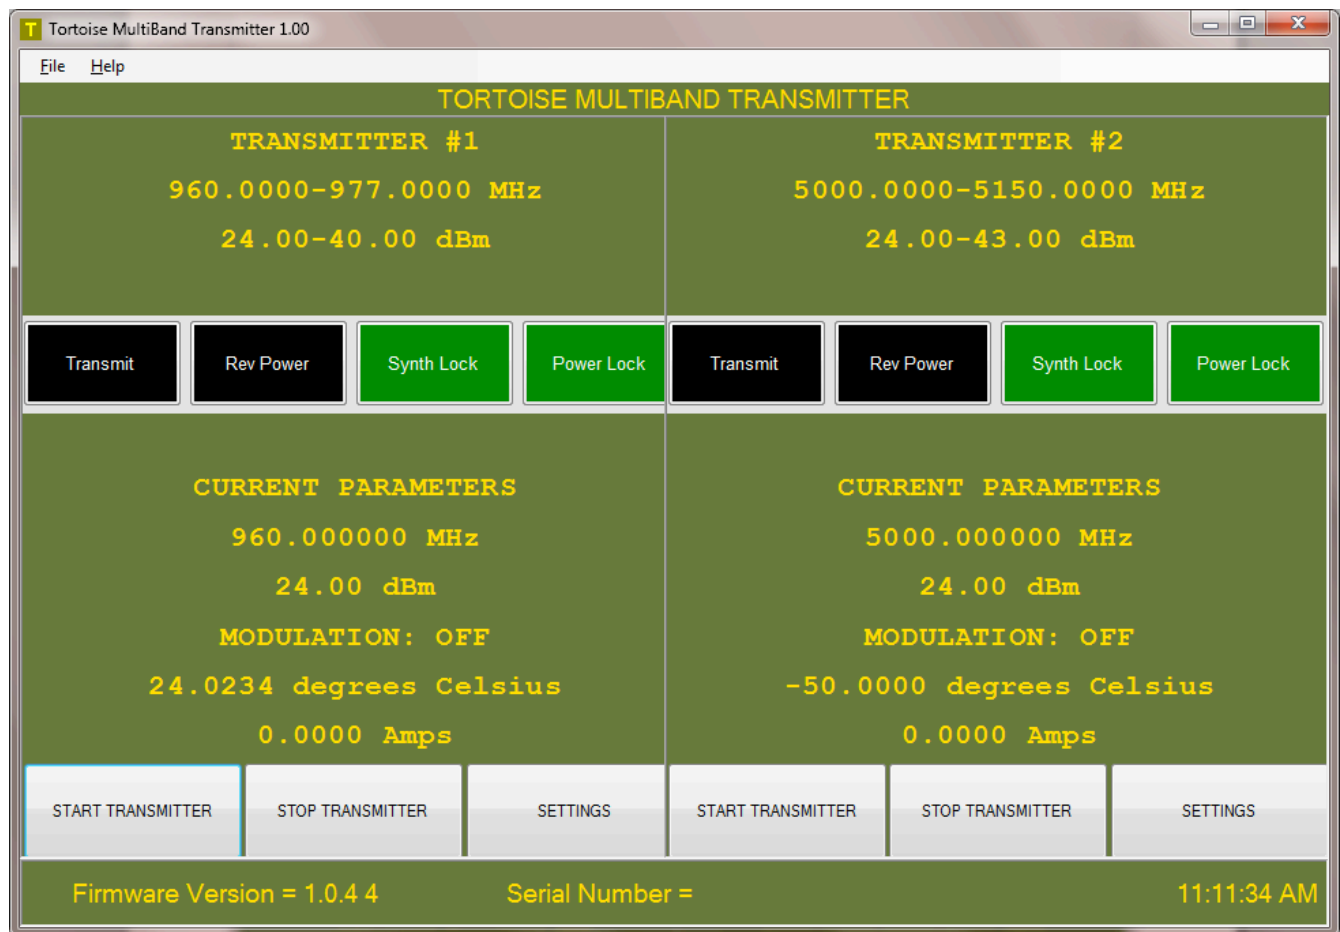 T Tortoise MultiBand Transmitter 1.00
File Help
TORTOISE MULTIBAND TRANSMITTER
TRANSMITTER #1
960.0000-977.0000 MHz
24.00-40.00 dBm
Transmit Rev Power Synth Lock Power Lock
CURRENT PARAMETERS
960.000000 MHz
24.00 dBm
MODULATION: OFF
24.0234 degrees Celsius
0.0000 Amps
START TRANSMITTER STOP TRANSMITTER SETTINGS
TRANSMITTER #2
5000.0000-5150.0000 MHz
24.00-43.00 dBm
Transmit Rev Power Synth Lock Power Lock
CURRENT PARAMETERS
5000.000000 MHz
24.00 dBm
MODULATION: OFF
-50.0000 degrees Celsius
0.0000 Amps
START TRANSMITTER STOP TRANSMITTER SETTINGS
Firmware Version = 1.0.4 4 Serial Number = 11:11:34 AM